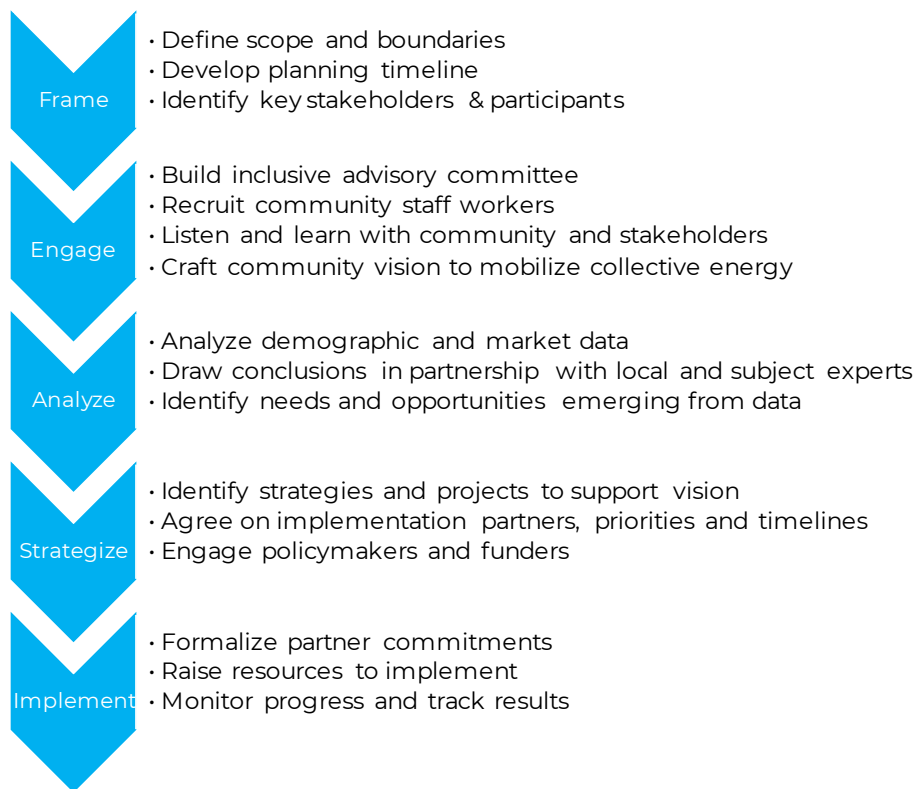 Frame
• Define scope and boundaries
• Develop planning timeline
• Identify key stakeholders & participants
Engage
• Build inclusive advisory committee
• Recruit community staff workers
• Listen and learn with community and stakeholders
• Craft community vision to mobilize collective energy
Analyze
• Analyze demographic and market data
• Draw conclusions in partnership with local and subject experts
• Identify needs and opportunities emerging from data
Strategize
• Identify strategies and projects to support vision
• Agree on implementation partners, priorities and timelines
• Engage policymakers and funders
Implement
• Formalize partner commitments
• Raise resources to implement
• Monitor progress and track results